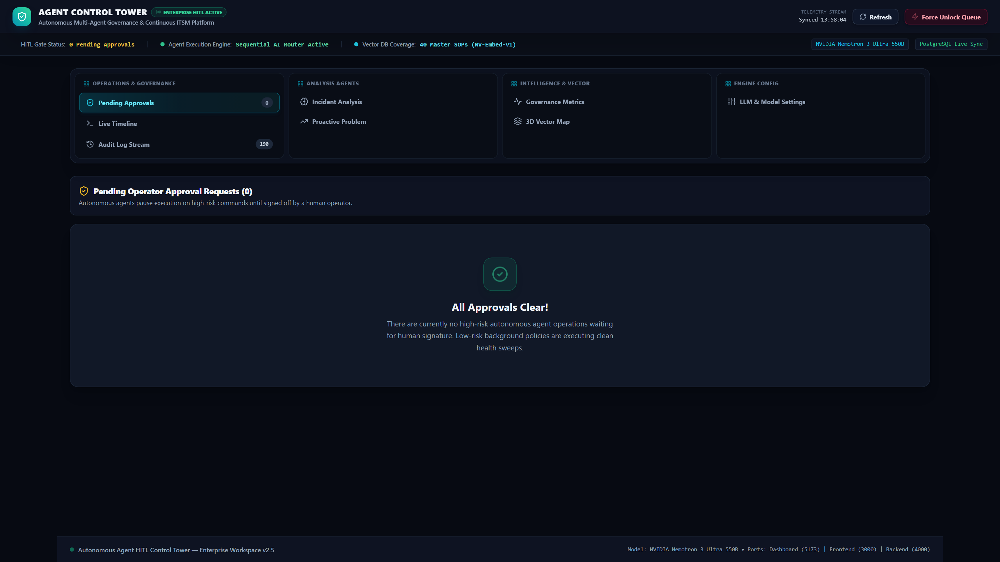 AGENT CONTROL TOWER
ENTERPRISE HITL ACTIVE
Autonomous Multi-Agent Governance & Continuous ITSM Platform
TELEMETRY STREAM
Synced 13:58:04
Refresh
Force Unlock Queue
HITL Gate Status: 0 Pending Approvals
Agent Execution Engine: Sequential AI Router Active
Vector DB Coverage: 40 Master SOPs (NV-Embed-v1)
NVIDIA Nemotron 3 Ultra 550B
PostgreSQL Live Sync
OPERATIONS & GOVERNANCE
Pending Approvals 0
Live Timeline
Audit Log Stream 190
ANALYSIS AGENTS
Incident Analysis
Proactive Problem
INTELLIGENCE & VECTOR
Governance Metrics
3D Vector Map
ENGINE CONFIG
LLM & Model Settings
Pending Operator Approval Requests (0)
Autonomous agents pause execution on high-risk commands until signed off by a human operator.
All Approvals Clear!
There are currently no high-risk autonomous agent operations waiting
for human signature. Low-risk background policies are executing clean
health sweeps.
Autonomous Agent HITL Control Tower — Enterprise Workspace v2.5
Model: NVIDIA Nemotron 3 Ultra 550B • Ports: Dashboard (5173) | Frontend (3000) | Backend (4000)